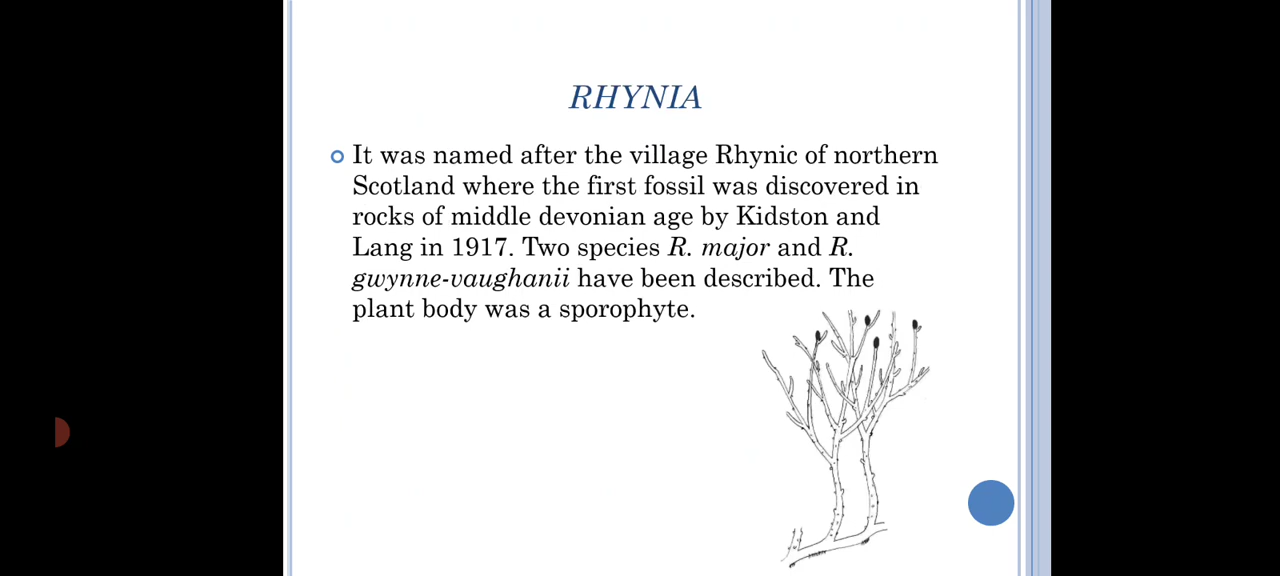 RHYNIA
It was named after the village Rhynic of northern
Scotland where the first fossil was discovered in
rocks of middle devonian age by Kidston and
Lang in 1917. Two species R. major and R.
gwynne-vaughanii have been described. The
plant body was a sporophyte.